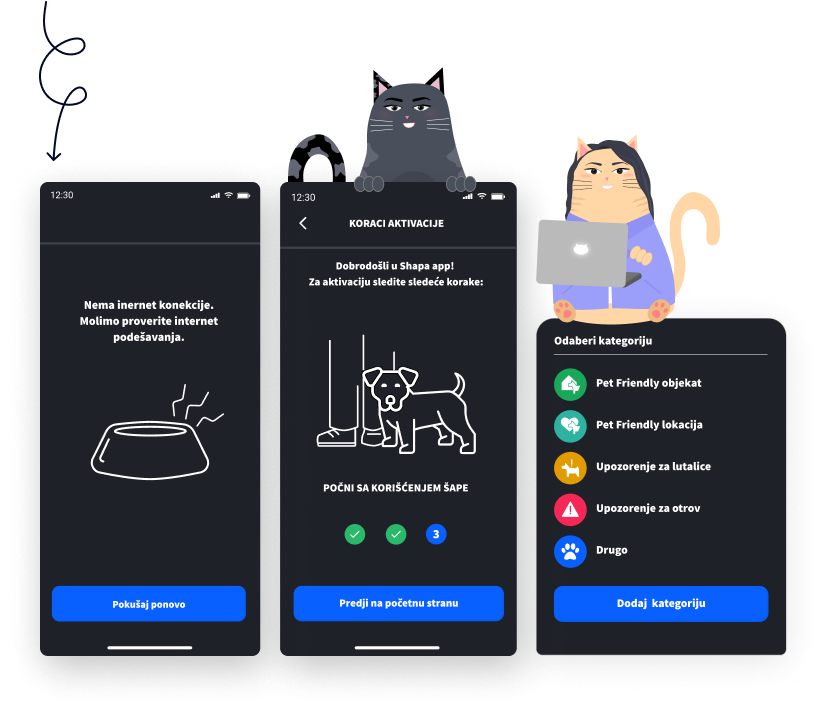 12:30
Nema inernet konekcije.
Molimo proverite internet
podešavanja.
Pokušaj ponovo
12:30
KORACI AKTIVACIJE
Dobrodošli u Shapa app!
Za aktivaciju sledite sledeće korake:
POČNI SA KORIŠĆENJEM ŠAPE
3
Predji na početnu stranu
Odaberi kategoriju
Pet Friendly objekat
Pet Friendly lokacija
Upozorenje za lutalice
Upozorenje za otrov
Drugo
Dodaj kategoriju